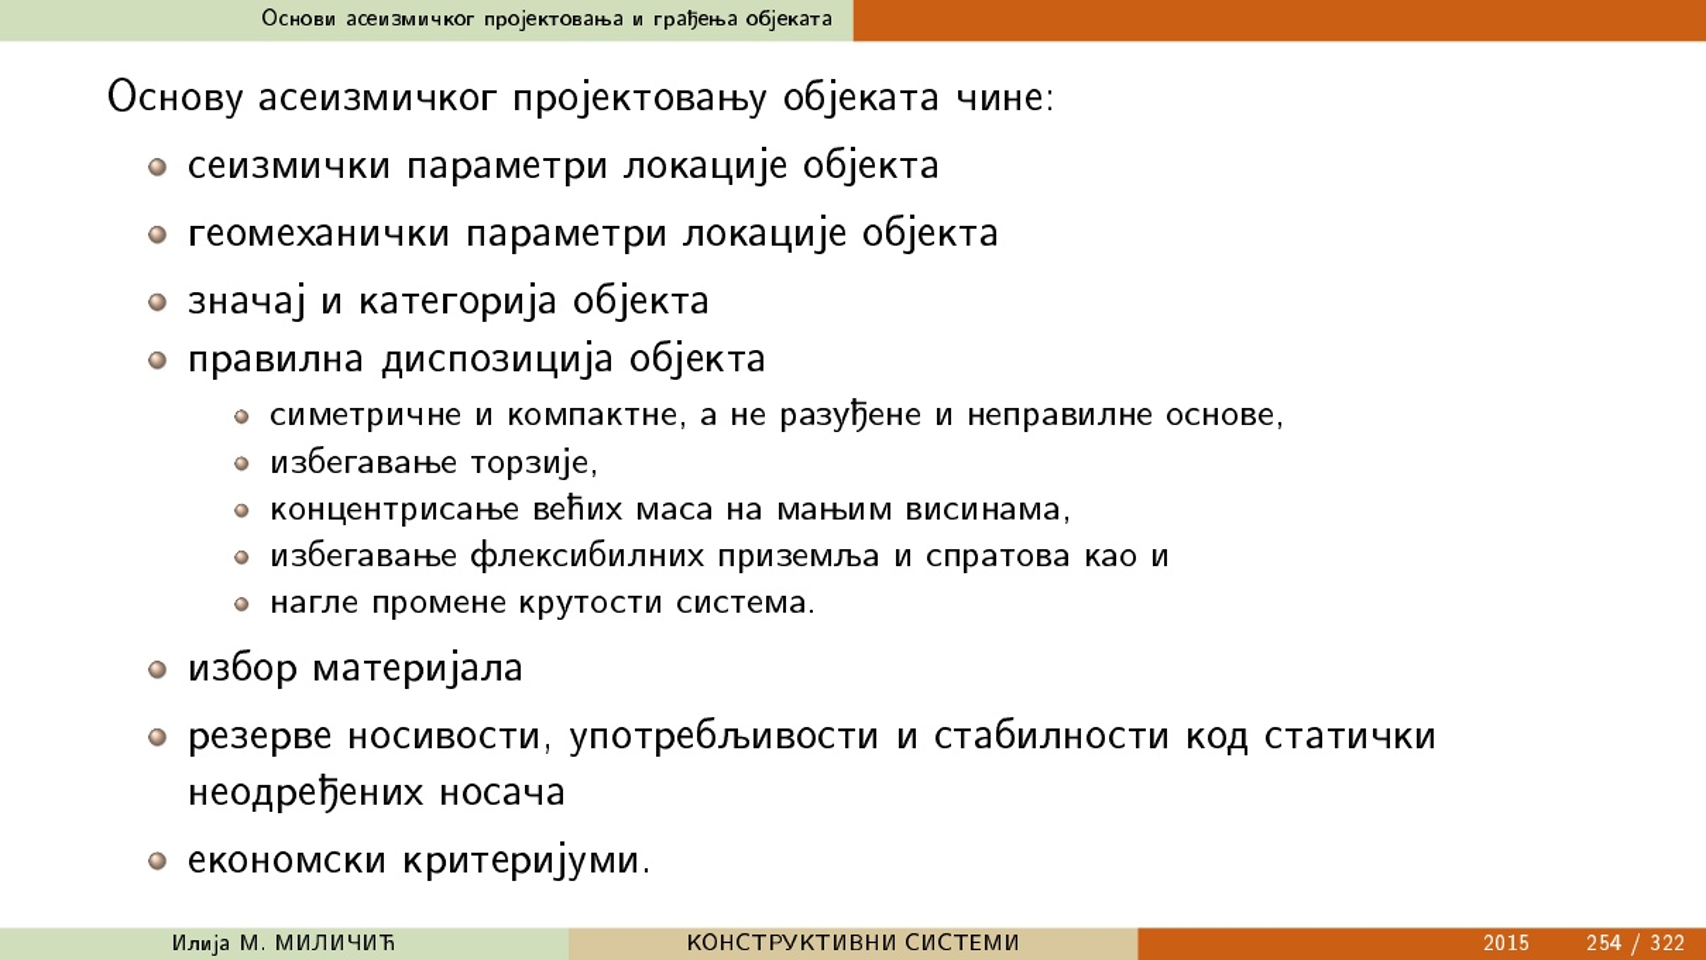 Основи асеизмичког пројектовања и грађења објеката
Основу асеизмичког пројектовању објеката чине:
сеизмички параметри локације објекта
геомеханички параметри локације објекта
значај и категорија објекта
правилна диспозиција објекта
симетричне и компактне, а не разуђене и неправилне основе,
избегавање торзије,
концентрисање већих маса на мањим висинама,
избегавање флексибилних приземља и спратова као и
нагле промене крутости система.
избор материјала
резерве носивости, употребљивости и стабилности код статички
неодређених носача
економски критеријуми.
Илија М. МИЛИЧИЋ КОНСТРУКТИВНИ СИСТЕМИ 2015 254 / 322